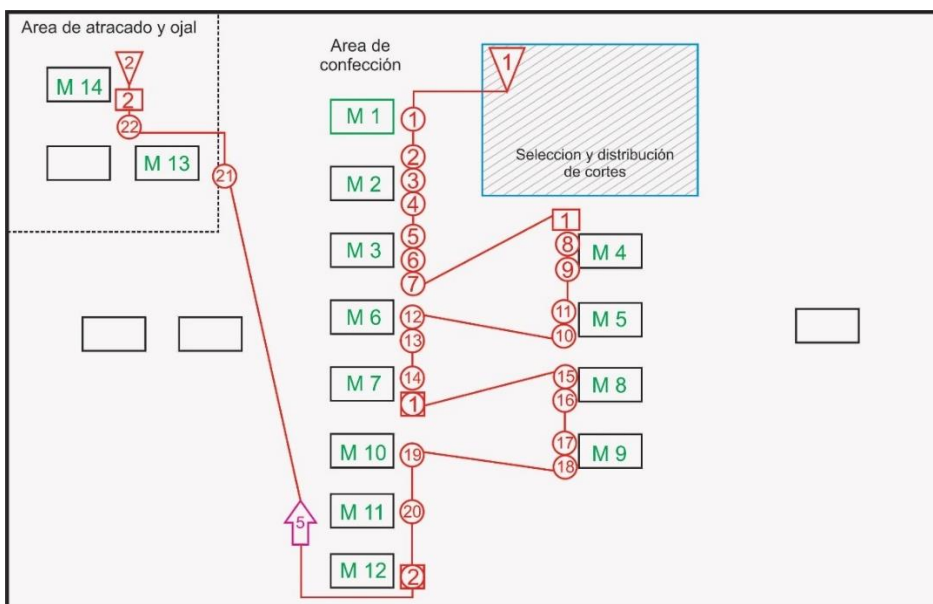 Area de atracado y ojal
2
M 14
2
22
M 13
21
Area de
confección
1
M 1
1
Seleccion y distribución
de cortes
2
M 2
3
4
5
M 3
6
7
1
8
M 4
9
12
M 6
13
11
M 5
10
14
M 7
1
15
M 8
16
19
M 10
17
M 9
18
20
M 11
5
M 12
2